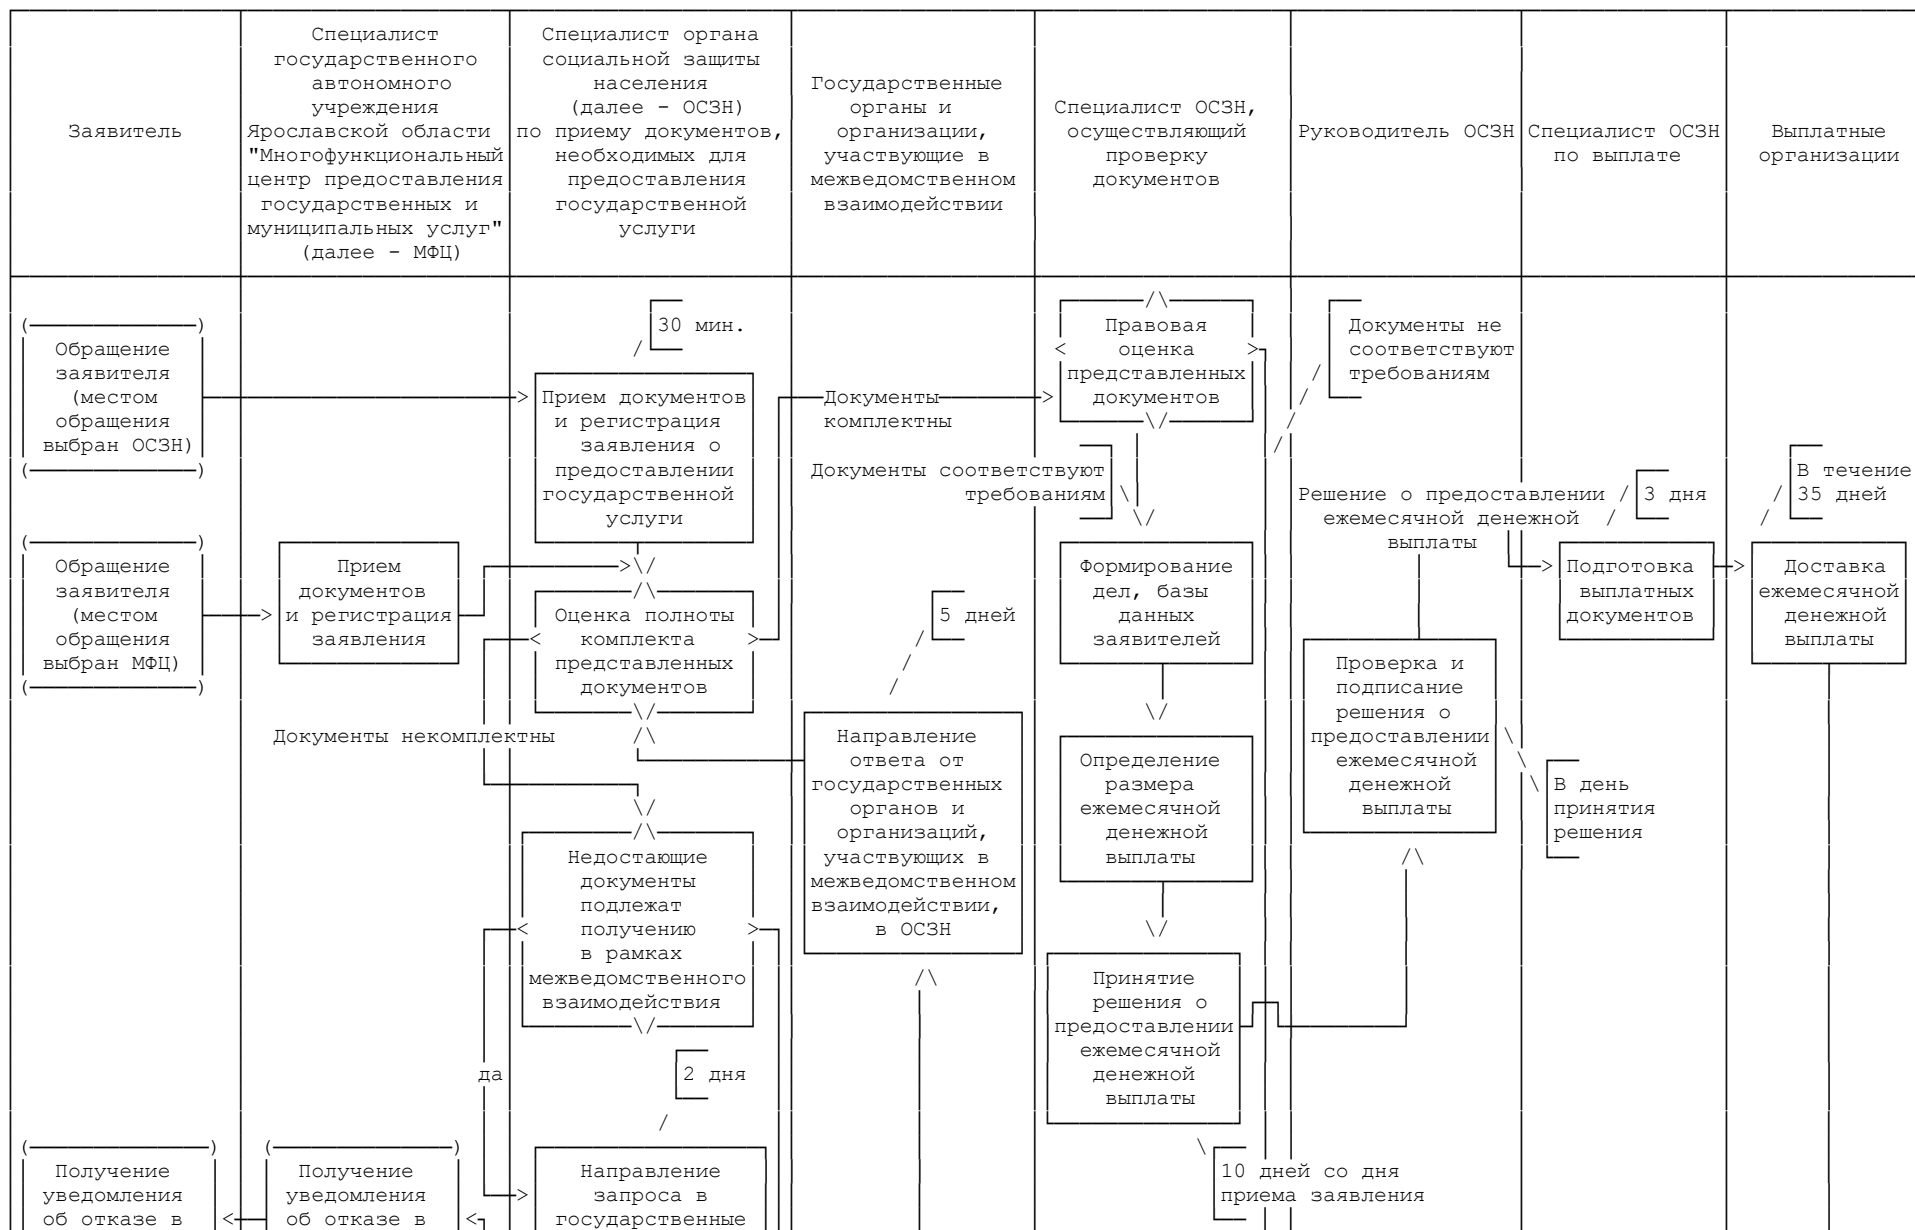 Заявитель
Специалист
государственного
автономного
учреждения
Ярославской области
"Многофункциональный
центр предоставления
государственных и
муниципальных услуг"
(далее - МФЦ)
Специалист органа
социальной защиты
населения
(далее - ОСЗН)
по приему документов,
необходимых для
предоставления
государственной
услуги
Государственные
органы и
организации,
участвующие в
межведомственном
взаимодействии
Специалист ОСЗН,
осуществляющий
проверку
документов
Руководитель ОСЗН
Специалист ОСЗН
по выплате
Выплатные
организации
Обращение
заявителя
(местом
обращения
выбран ОСЗН)
30 мин.
Прием документов
и регистрация
заявления о
предоставлении
государственной
услуги
Документы
комплектны
Правовая
оценка
представленных
документов
Документы не
соответствуют
требованиям
Документы соответствуют
требованиям
Решение о предоставлении
ежемесячной денежной
выплаты
3 дня
В течение
35 дней
Обращение
заявителя
(местом
обращения
выбран МФЦ)
Прием
документов
и регистрация
заявления
Оценка полноты
комплекта
представленных
документов
5 дней
Формирование
дел, базы
данных
заявителей
Подготовка
выплатных
документов
Доставка
ежемесячной
денежной
выплаты
Документы некомплектны
Направление
ответа от
государственных
органов и
организаций,
участвующих в
межведомственном
взаимодействии,
в ОСЗН
Определение
размера
ежемесячной
денежной
выплаты
Проверка и
подписание
решения о
предоставлении
ежемесячной
денежной
выплаты
В день
принятия
решения
Недостающие
документы
подлежат
получению
в рамках
межведомственного
взаимодействия
Принятие
решения о
предоставлении
ежемесячной
денежной
выплаты
да
2 дня
10 дней со дня
приема заявления
Получение
уведомления
об отказе в
Получение
уведомления
об отказе в
Направление
запроса в
государственные